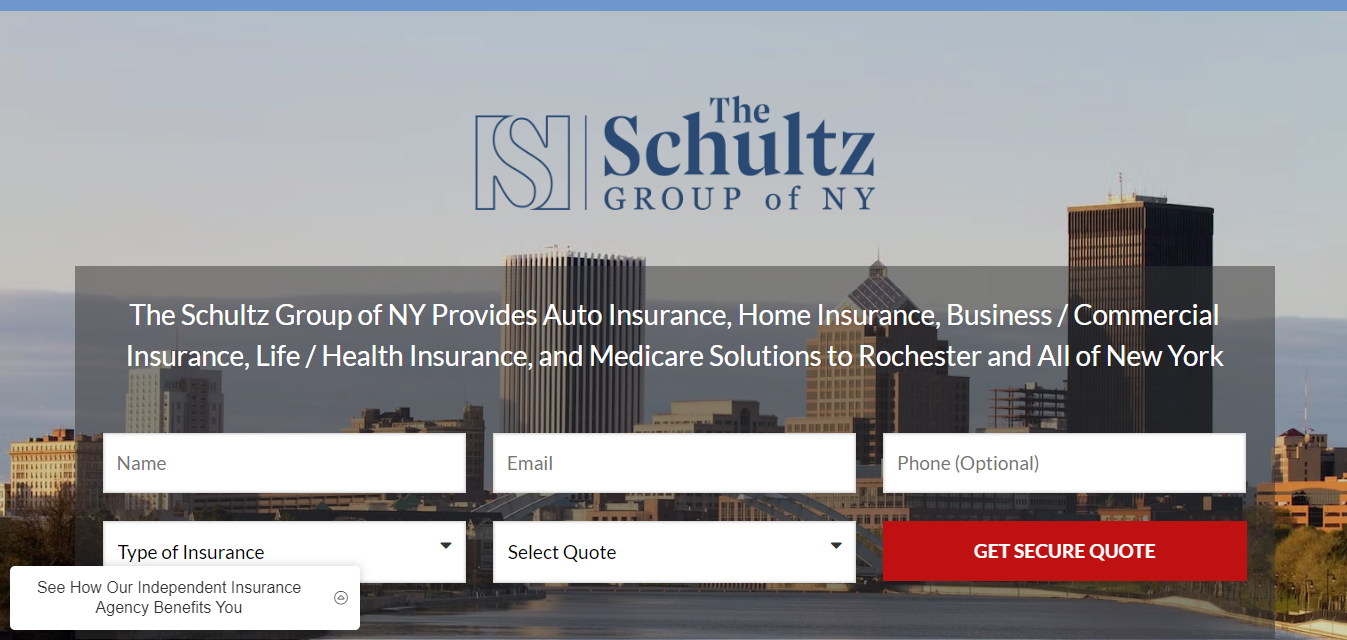 The
Schultz
GROUP of NY
The Schultz Group of NY Provides Auto Insurance, Home Insurance, Business / Commercial
Insurance, Life / Health Insurance, and Medicare Solutions to Rochester and All of New York
Name
Email
Phone (Optional)
Type of Insurance
Select Quote
GET SECURE QUOTE
See How Our Independent Insurance
Agency Benefits You